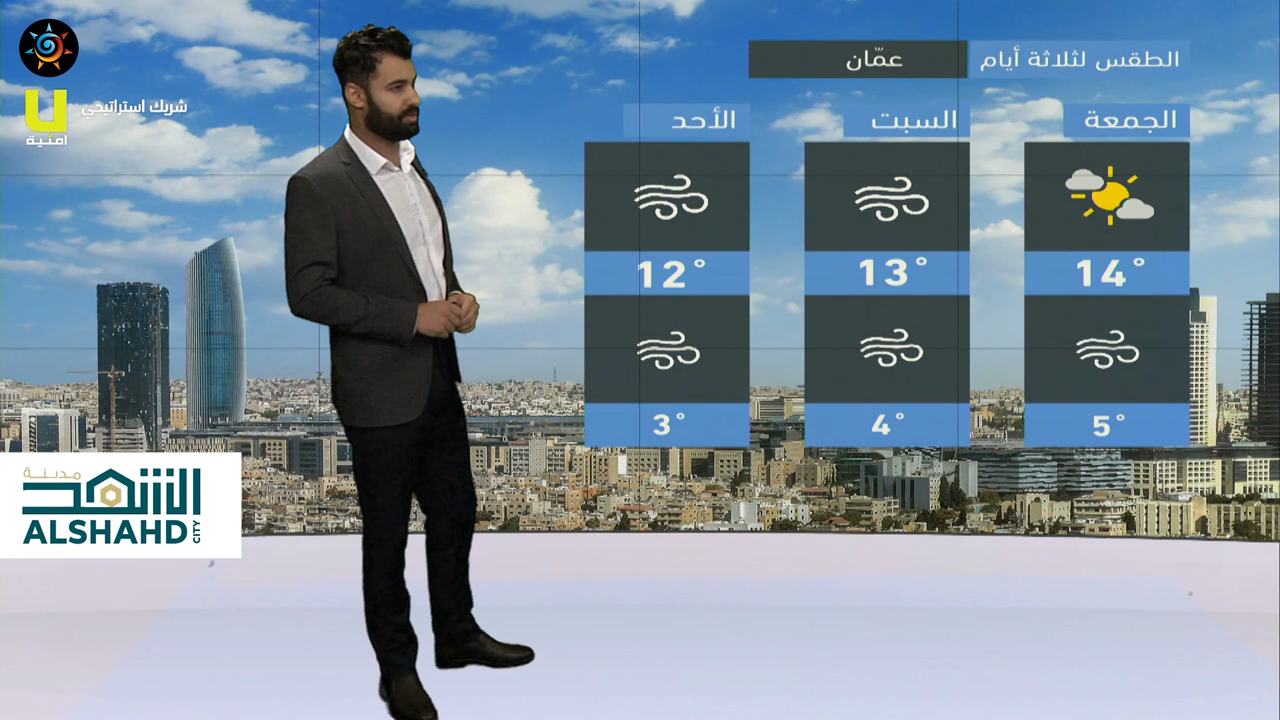 الطقس لثلاثة أيام
عمّان
الجمعة
السبت
الأحد
14°
13°
12°
5°
4°
3°
شريك استراتيجي
امنية
مدينة
الشهد
ALSHAHD
CITY